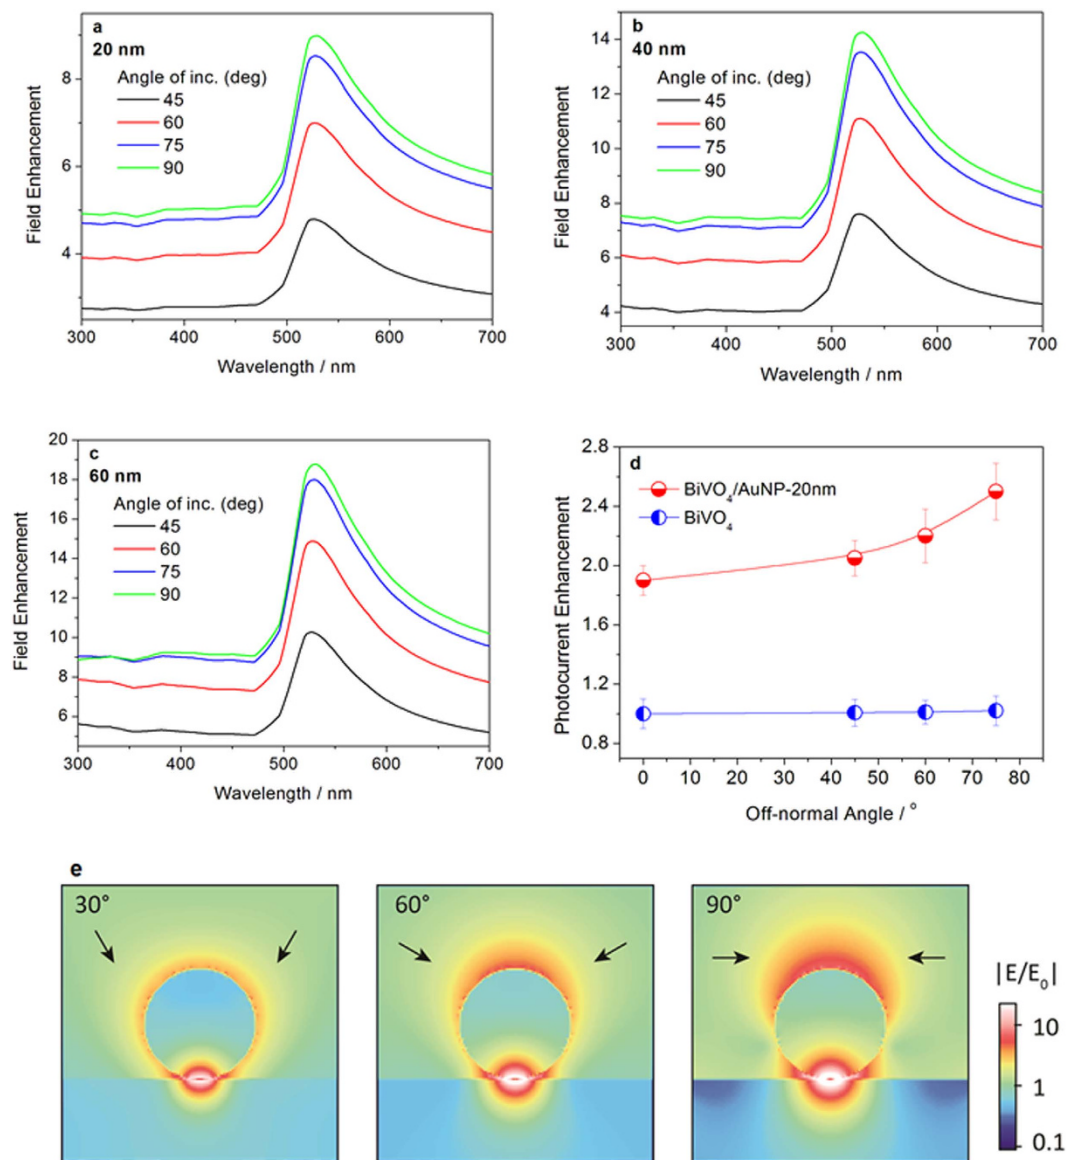 a
20 nm
Angle of inc. (deg)
45
60
75
90
8
6
4
Field Enhancement
300 400 500 600 700
Wavelength / nm
b
40 nm
Angle of inc. (deg)
45
60
75
90
14
12
10
8
6
4
Field Enhancement
300 400 500 600 700
Wavelength / nm
c
60 nm
Angle of inc. (deg)
45
60
75
90
20
18
16
14
12
10
8
6
Field Enhancement
300 400 500 600 700
Wavelength / nm
d
BiVO₄/AuNP-20nm
BiVO₄
2.8
2.4
2.0
1.6
1.2
0.8
Photocurrent Enhancement
0 10 20 30 40 50 60 70 80
Off-normal Angle / °
e
30° 60° 90°
|E/E₀|
10
1
0.1